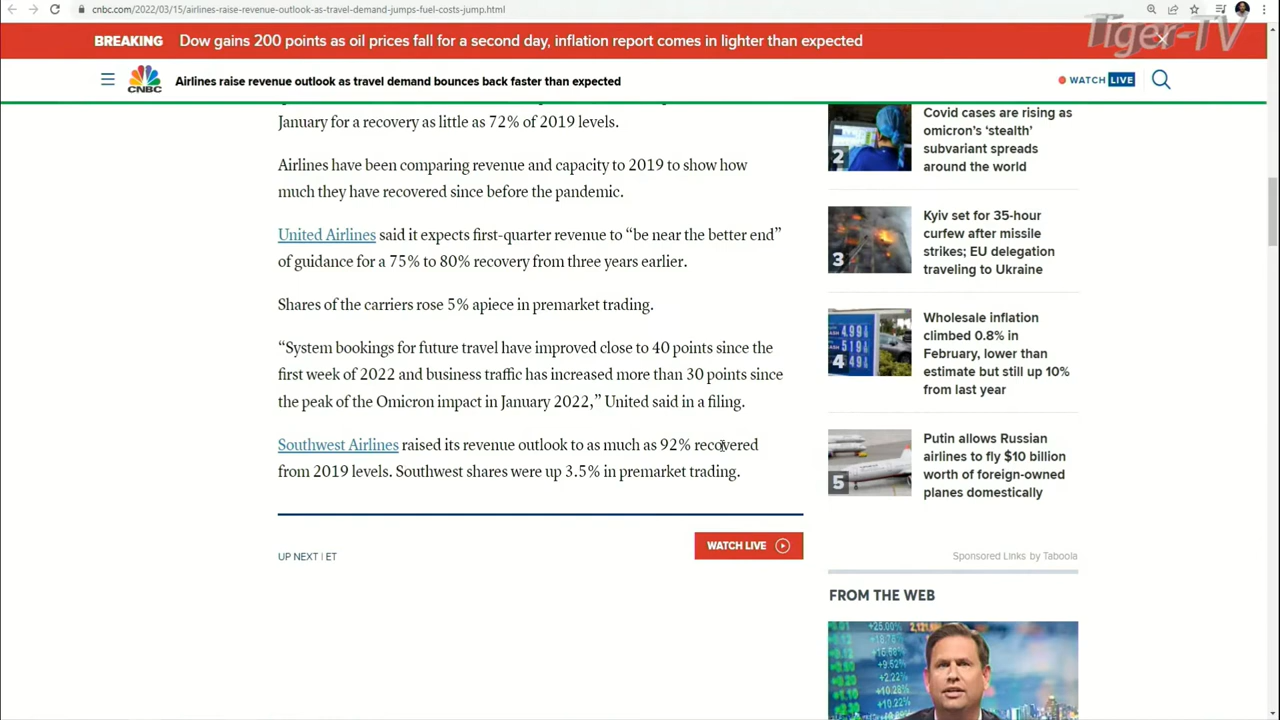 cnbc.com/2022/03/15/airlines-raise-revenue-outlook-as-travel-demand-jumps-fuel-costs-jump.html
Tiger-TV
BREAKING Dow gains 200 points as oil prices fall for a second day, inflation report comes in lighter than expected
CNBC
Airlines raise revenue outlook as travel demand bounces back faster than expected
WATCH LIVE
January for a recovery as little as 72% of 2019 levels.
Airlines have been comparing revenue and capacity to 2019 to show how
much they have recovered since before the pandemic.
United Airlines said it expects first-quarter revenue to “be near the better end”
of guidance for a 75% to 80% recovery from three years earlier.
Shares of the carriers rose 5% apiece in premarket trading.
“System bookings for future travel have improved close to 40 points since the
first week of 2022 and business traffic has increased more than 30 points since
the peak of the Omicron impact in January 2022,” United said in a filing.
Southwest Airlines raised its revenue outlook to as much as 92% recovered
from 2019 levels. Southwest shares were up 3.5% in premarket trading.
UP NEXT | ET
WATCH LIVE
2
Covid cases are rising as
omicron’s ‘stealth’
subvariant spreads
around the world
3
Kyiv set for 35-hour
curfew after missile
strikes; EU delegation
traveling to Ukraine
4
Wholesale inflation
climbed 0.8% in
February, lower than
estimate but still up 10%
from last year
5
Putin allows Russian
airlines to fly $10 billion
worth of foreign-owned
planes domestically
Sponsored Links by Taboola
FROM THE WEB